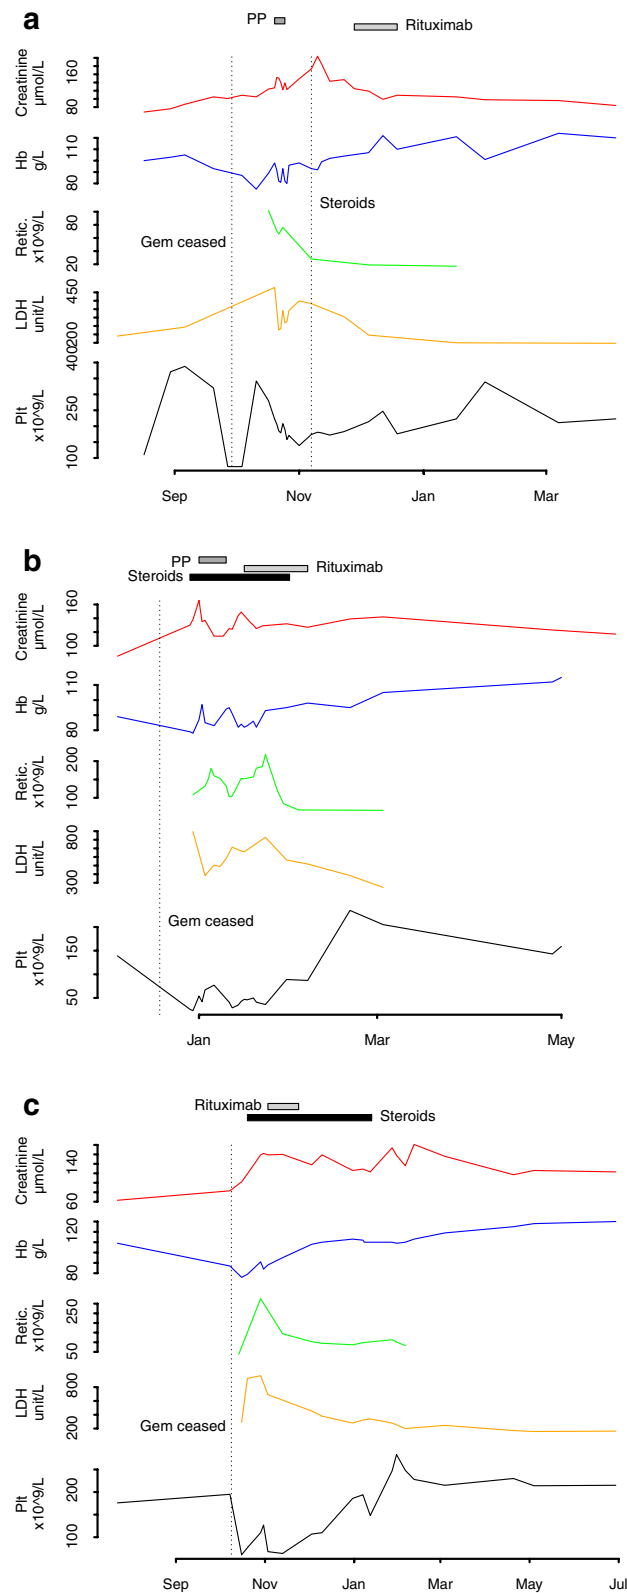 a
PP
Rituximab
Creatinine
µmol/L
160
80
Hb
g/L
110
80
Steroids
Retic.
x10^9/L
80
20
Gem ceased
LDH
unit/L
450
200
Plt
x10^9/L
400
250
100
Sep Nov Jan Mar
b
PP
Rituximab
Steroids
Creatinine
µmol/L
160
100
Hb
g/L
110
80
Retic.
x10^9/L
200
100
LDH
unit/L
800
300
Gem ceased
Plt
x10^9/L
150
50
Jan Mar May
c
Rituximab
Steroids
Creatinine
µmol/L
140
60
Hb
g/L
120
80
Retic.
x10^9/L
250
50
LDH
unit/L
800
200
Gem ceased
Plt
x10^9/L
200
100
Sep Nov Jan Mar May Jul